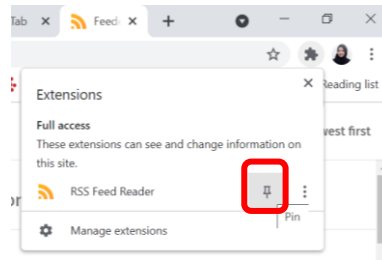 Tab
Feed
Reading list
Extensions
Full access
west first
These extensions can see and change information on
this site.
RSS Feed Reader
Pin
Manage extensions